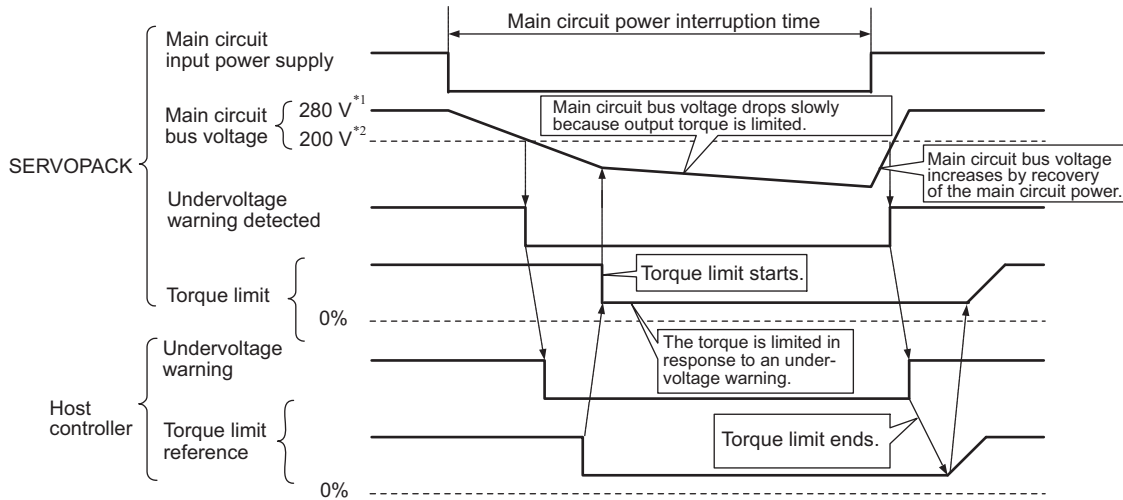 Main circuit power interruption time
Main circuit
input power supply
Main circuit
bus voltage
280 V*1
200 V*2
Main circuit bus voltage drops slowly
because output torque is limited.
SERVOPACK
Main circuit bus voltage
increases by recovery
of the main circuit power.
Undervoltage
warning detected
Torque limit starts.
Torque limit
0%
The torque is limited in
response to an under-
voltage warning.
Undervoltage
warning
Host
controller
Torque limit
reference
Torque limit ends.
0%